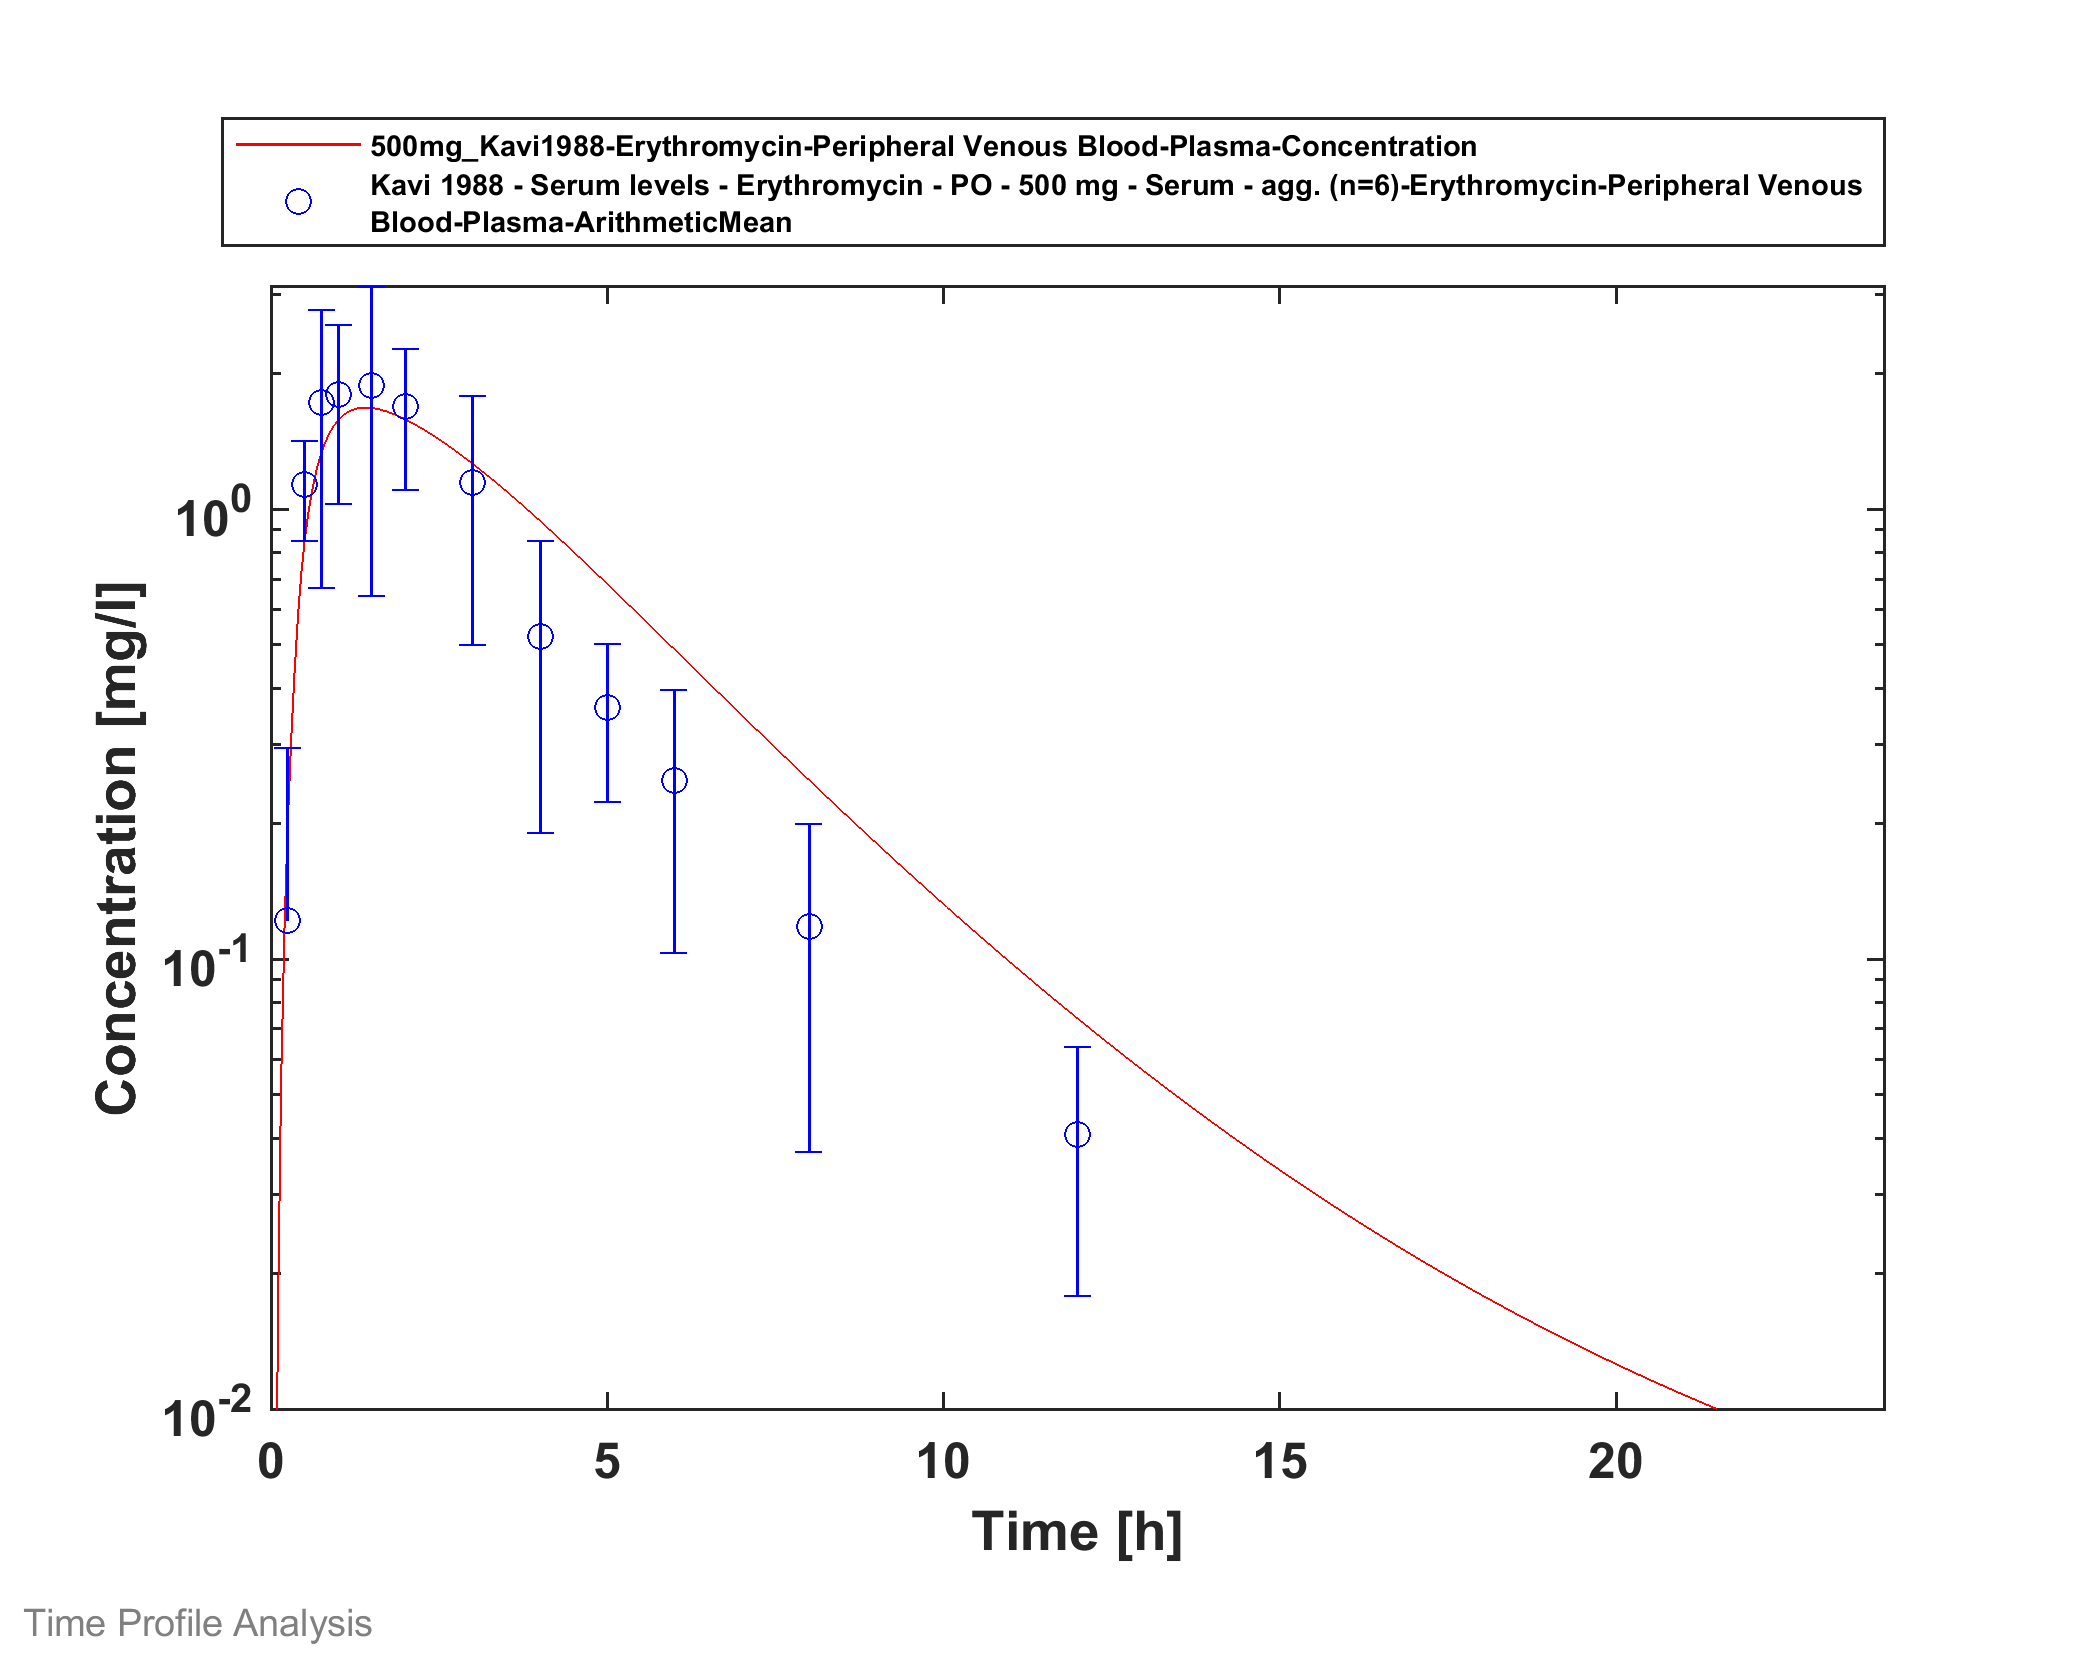 500mg_Kavi1988-Erythromycin-Peripheral Venous Blood-Plasma-Concentration
Kavi 1988 - Serum levels - Erythromycin - PO - 500 mg - Serum - agg. (n=6)-Erythromycin-Peripheral Venous
Blood-Plasma-ArithmeticMean
10^0
10^-1
10^-2
Concentration [mg/l]
0 5 10 15 20
Time [h]
Time Profile Analysis